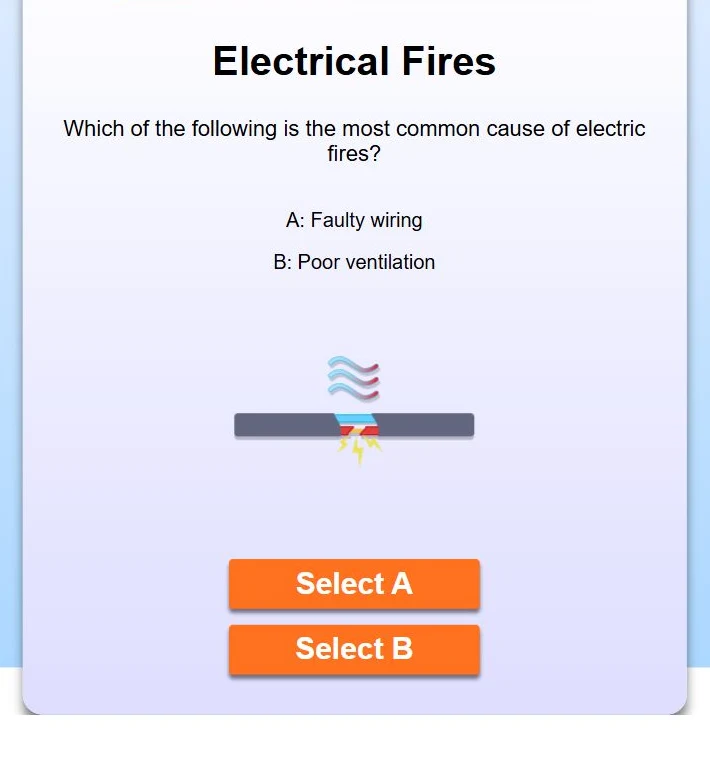 Electrical Fires
Which of the following is the most common cause of electric
fires?
A: Faulty wiring
B: Poor ventilation
Select A
Select B